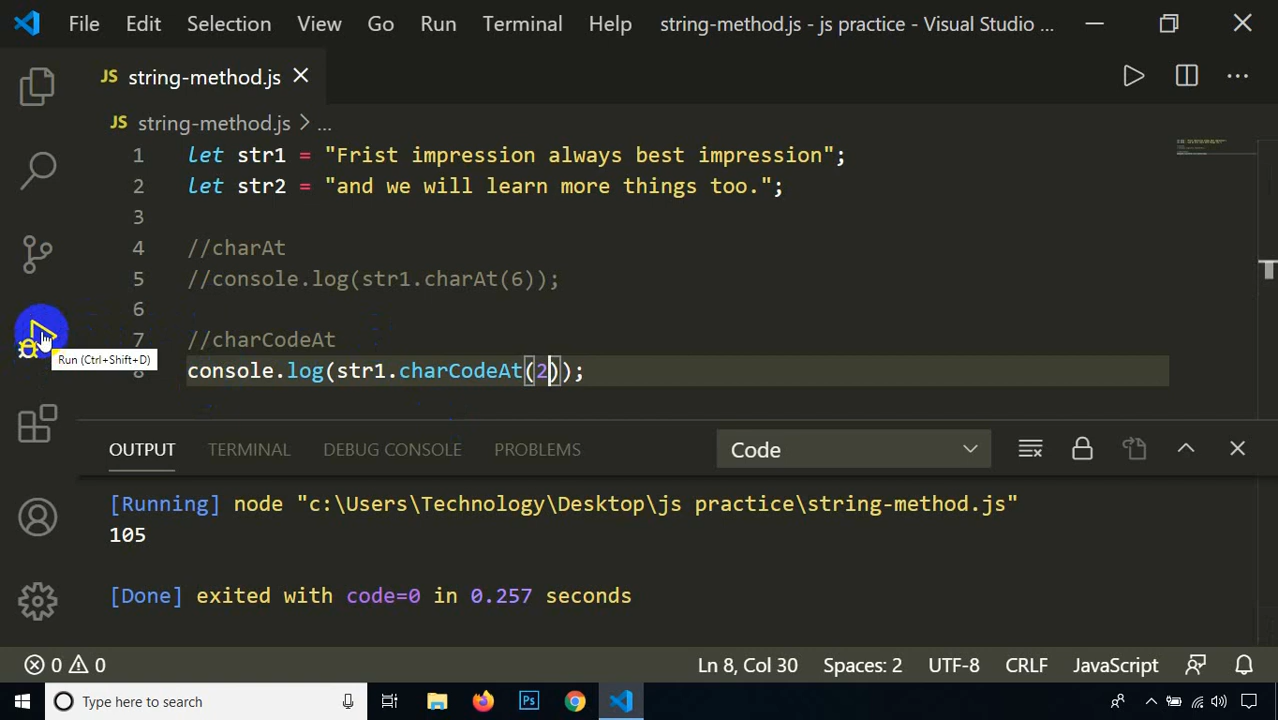 File Edit Selection View Go Run Terminal Help string-method.js - js practice - Visual Studio ...
JS string-method.js
JS string-method.js > ...
1 let str1 = "Frist impression always best impression";
2 let str2 = "and we will learn more things too.";
3
4 //charAt
5 //console.log(str1.charAt(6));
6
7 //charCodeAt
8 console.log(str1.charCodeAt(2));
Run (Ctrl+Shift+D)
OUTPUT TERMINAL DEBUG CONSOLE PROBLEMS Code
[Running] node "c:\Users\Technology\Desktop\js practice\string-method.js"
105
[Done] exited with code=0 in 0.257 seconds
0 0 Ln 8, Col 30 Spaces: 2 UTF-8 CRLF JavaScript
Type here to search Ps